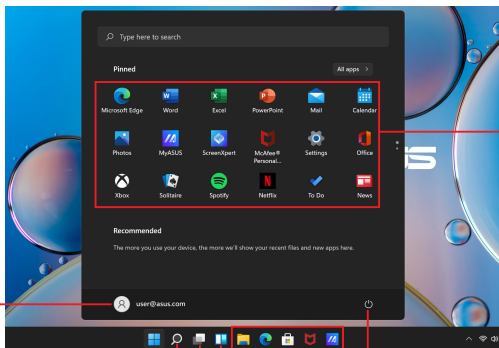 Type here to search
Pinned
All apps >
Microsoft Edge Word Excel PowerPoint Mail Calendar
Photos MyASUS ScreenXpert McAfee® Personal... Settings Office
Xbox Solitaire Spotify Netflix To Do News
Recommended
The more you use your device, the more we'll show your recent files and new apps here.
user@asus.com